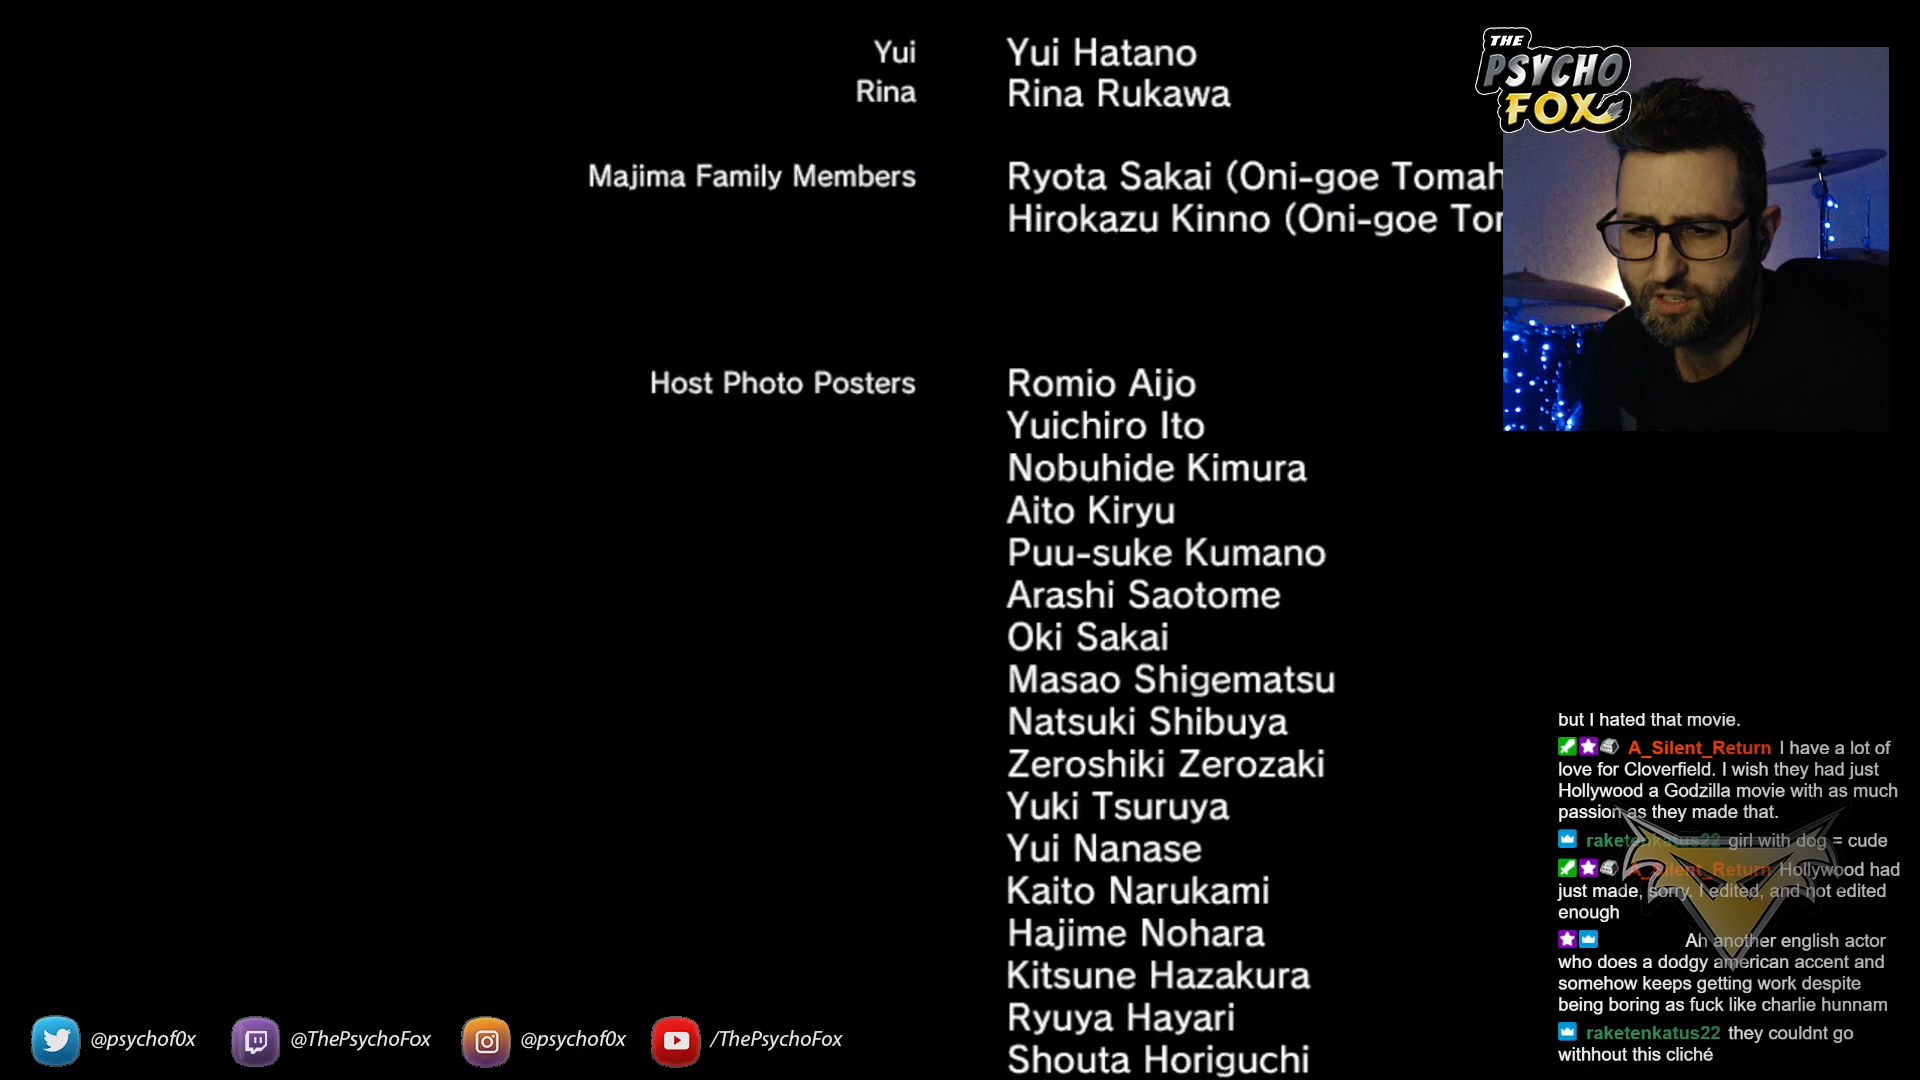 Yui Yui Hatano
Rina Rina Rukawa
Majima Family Members Ryota Sakai (Oni-goe Tomah
Hirokazu Kinno (Oni-goe Tor
Host Photo Posters Romio Aijo
Yuichiro Ito
Nobuhide Kimura
Aito Kiryu
Puu-suke Kumano
Arashi Saotome
Oki Sakai
Masao Shigematsu
Natsuki Shibuya
Zeroshiki Zerozaki
Yuki Tsuruya
Yui Nanase
Kaito Narukami
Hajime Nohara
Kitsune Hazakura
Ryuya Hayari
Shouta Horiguchi
THE
PSYCHO
FOX
but I hated that movie.
A_Silent_Return I have a lot of
love for Cloverfield. I wish they had just
Hollywood a Godzilla movie with as much
passion as they made that.
raketenkatus22 girl with dog = cude
A_Silent_Return Hollywood had
just made, sorry. I edited, and not edited
enough
Ah another english actor
who does a dodgy american accent and
somehow keeps getting work despite
being boring as fuck like charlie hunnam
raketenkatus22 they couldnt go
withhout this cliché
@psychof0x @ThePsychoFox @psychof0x /ThePsychoFox